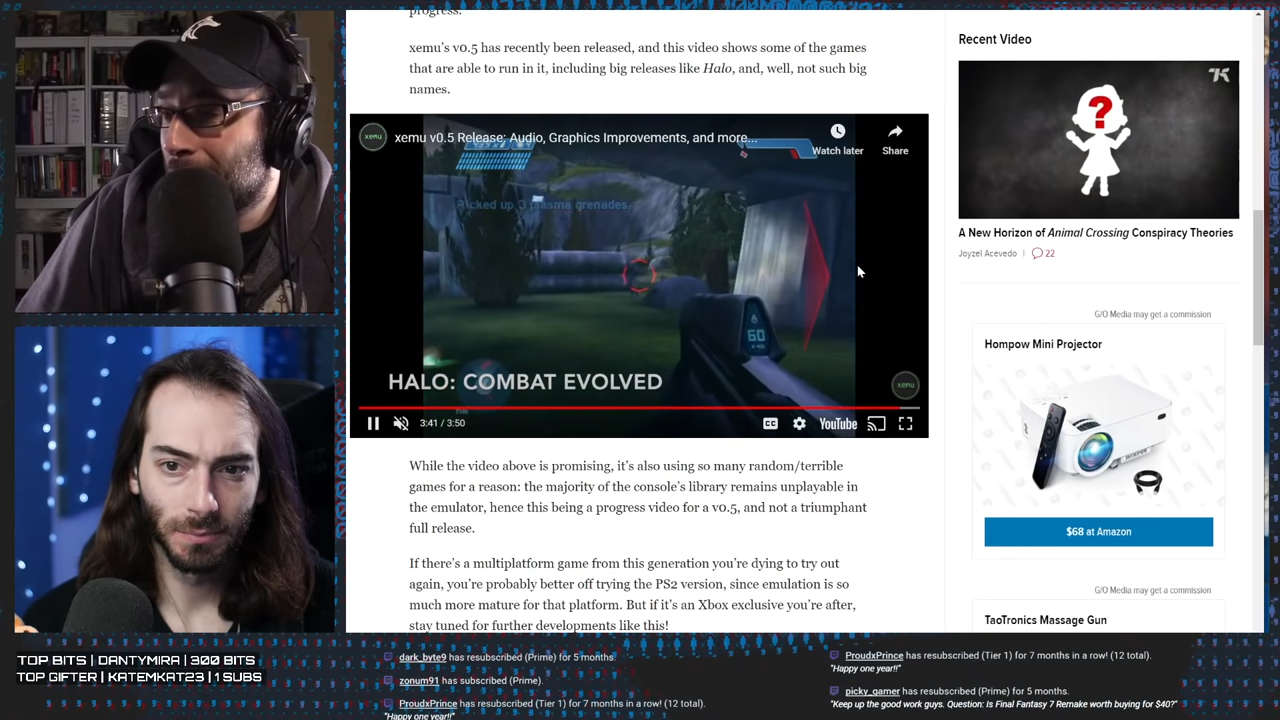 progress.
xemu's v0.5 has recently been released, and this video shows some of the games
that are able to run in it, including big releases like Halo, and, well, not such big
names.
xemu
xemu v0.5 Release: Audio, Graphics Improvements, and more...
Watch later
Share
Picked up 3 plasma grenades
60
HALO: COMBAT EVOLVED
xemu
3:41 / 3:50
CC
YouTube
While the video above is promising, it's also using so many random/terrible
games for a reason: the majority of the console's library remains unplayable in
the emulator, hence this being a progress video for a v0.5, and not a triumphant
full release.
If there's a multiplatform game from this generation you're dying to try out
again, you're probably better off trying the PS2 version, since emulation is so
much more mature for that platform. But if it's an Xbox exclusive you're after,
stay tuned for further developments like this!
Recent Video
?
A New Horizon of Animal Crossing Conspiracy Theories
Joyzel Acevedo | 22
G/O Media may get a commission
Hompow Mini Projector
$68 at Amazon
G/O Media may get a commission
TaoTronics Massage Gun
TOP BITS | DANTYMIRA | 300 BITS
TOP GIFTER | KATEMKAT23 | 1 SUBS
dark_byte9 has resubscribed (Prime) for 5 months.
zonum91 has subscribed (Prime).
ProudxPrince has resubscribed (Tier 1) for 7 months in a row! (12 total).
"Happy one year!!"
ProudxPrince has resubscribed (Tier 1) for 7 months in a row! (12 total).
"Happy one year!!"
picky_gamer has resubscribed (Prime) for 5 months.
"Keep up the good work guys. Question: Is Final Fantasy 7 Remake worth buying for $40?"